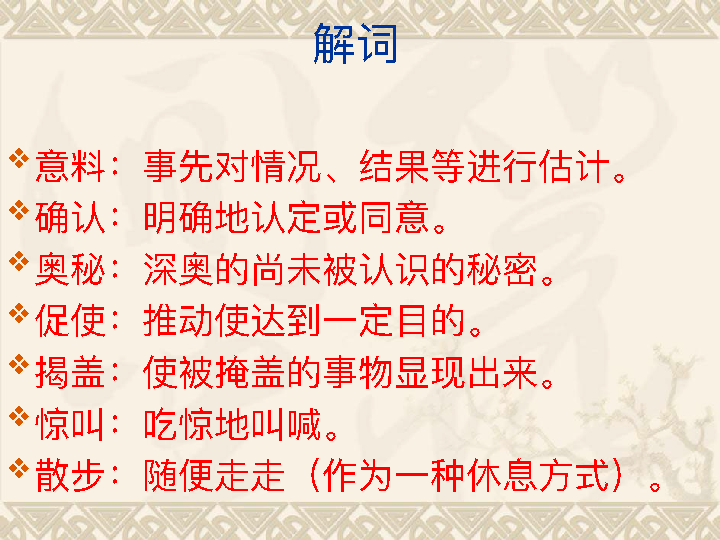 解词
意料：事先对情况、结果等进行估计。
确认：明确地认定或同意。
奥秘：深奥的尚未被认识的秘密。
促使：推动使达到一定目的。
揭盖：使被掩盖的事物显现出来。
惊叫：吃惊地叫喊。
散步：随便走走（作为一种休息方式）。